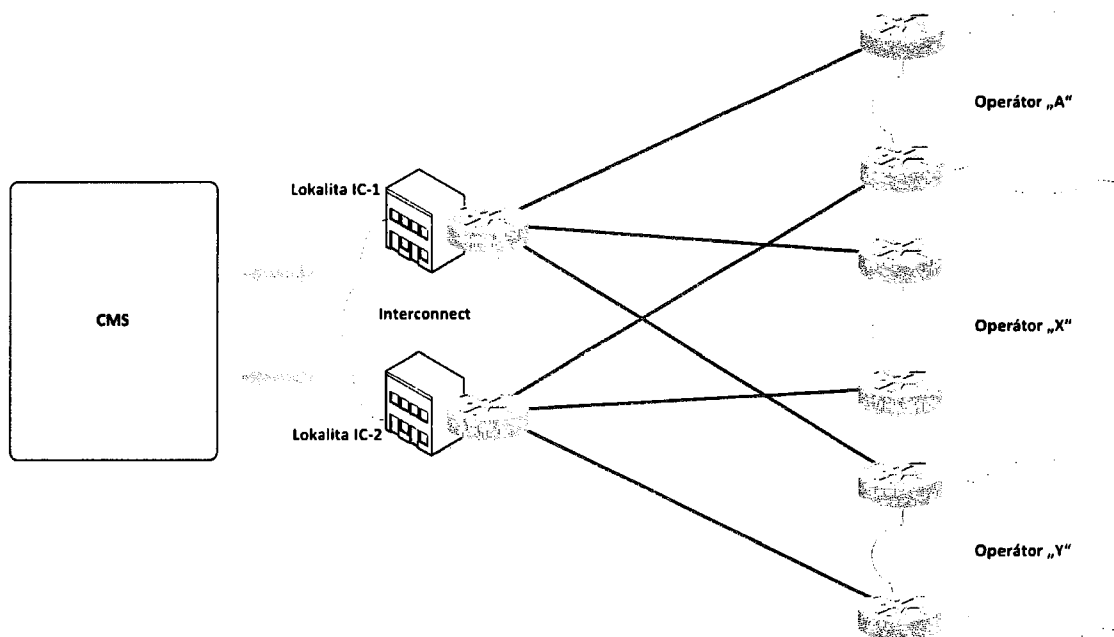 Operátor „A“
Lokalita IC-1
CMS
Interconnect
Operátor „X“
Lokalita IC-2
Operátor „Y“